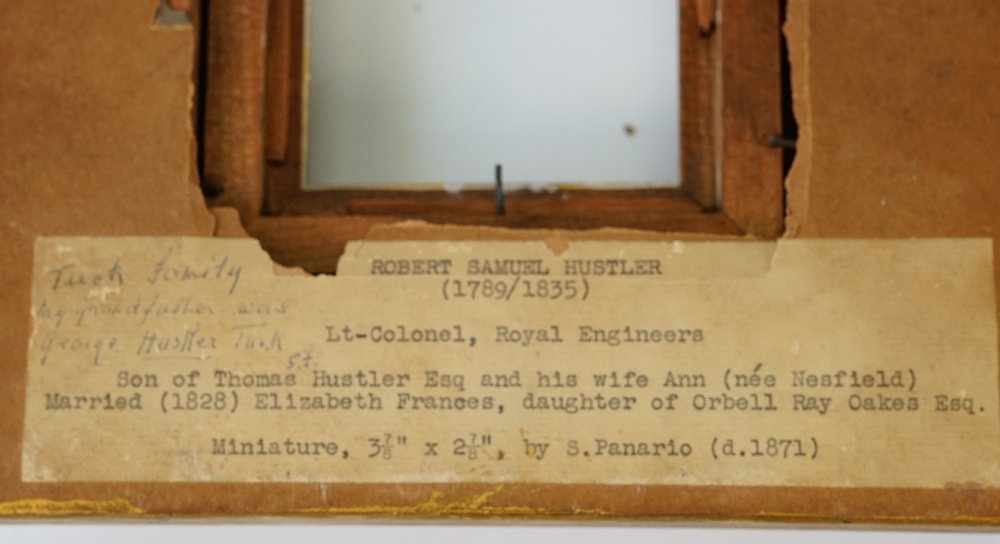 ROBERT SAMUEL HUSTLER
(1789/1835)
Tuck Family
my grandfather was
george Hustler Tuck
Lt-Colonel, Royal Engineers
Son of Thomas Hustler Esq and his wife Ann (née Nesfield)
Married (1828) Elizabeth Frances, daughter of Orbell Ray Oakes Esq.
Miniature, 3⅞" x 2⅞", by S.Panario (d.1871)